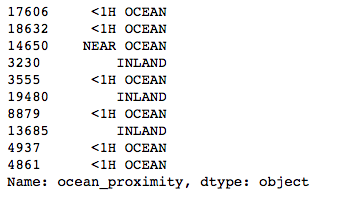 17606     <1H OCEAN
18632     <1H OCEAN
14650    NEAR OCEAN
3230         INLAND
3555      <1H OCEAN
19480        INLAND
8879      <1H OCEAN
13685        INLAND
4937      <1H OCEAN
4861      <1H OCEAN
Name: ocean_proximity, dtype: object